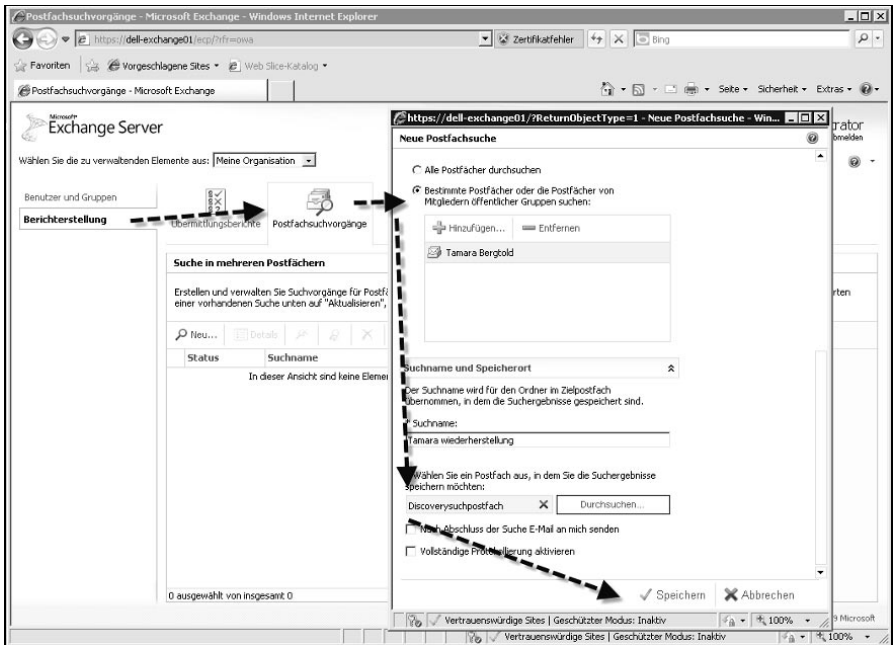 Postfachsuchvorgänge - Microsoft Exchange - Windows Internet Explorer
https://dell-exchange01/ecp/?rfr=owa
Zertifikatfehler
Bing
Favoriten
Vorgeschlagene Sites
Web Slice-Katalog
Postfachsuchvorgänge - Microsoft Exchange
Seite
Sicherheit
Extras
Microsoft
Exchange Server
Wählen Sie die zu verwaltenden Elemente aus: Meine Organisation
Benutzer und Gruppen
Berichterstellung
Übermittlungsberichte
Postfachsuchvorgänge
Suche in mehreren Postfächern
Erstellen und verwalten Sie Suchvorgänge für Postf
einer vorhandenen Suche unten auf "Aktualisieren",
Neu...
Details
Status
Suchname
In dieser Ansicht sind keine Eleme
0 ausgewählt von insgesamt 0
https://dell-exchange01/?ReturnObjectType=1 - Neue Postfachsuche - Win...
Neue Postfachsuche
Alle Postfächer durchsuchen
Bestimmte Postfächer oder die Postfächer von
Mitgliedern öffentlicher Gruppen suchen:
Hinzufügen...
Entfernen
Tamara Bergtold
Suchname und Speicherort
Der Suchname wird für den Ordner im Zielpostfach
übernommen, in dem die Suchergebnisse gespeichert sind.
* Suchname:
Tamara wiederherstellung
Wählen Sie ein Postfach aus, in dem Sie die Suchergebnisse
speichern möchten:
Discoverysuchpostfach
Durchsuchen...
Nach Abschluss der Suche E-Mail an mich senden
Vollständige Protokollierung aktivieren
Speichern
Abbrechen
Vertrauenswürdige Sites | Geschützter Modus: Inaktiv
100%
rator
bmelden
rten
9 Microsoft
Vertrauenswürdige Sites | Geschützter Modus: Inaktiv
100%